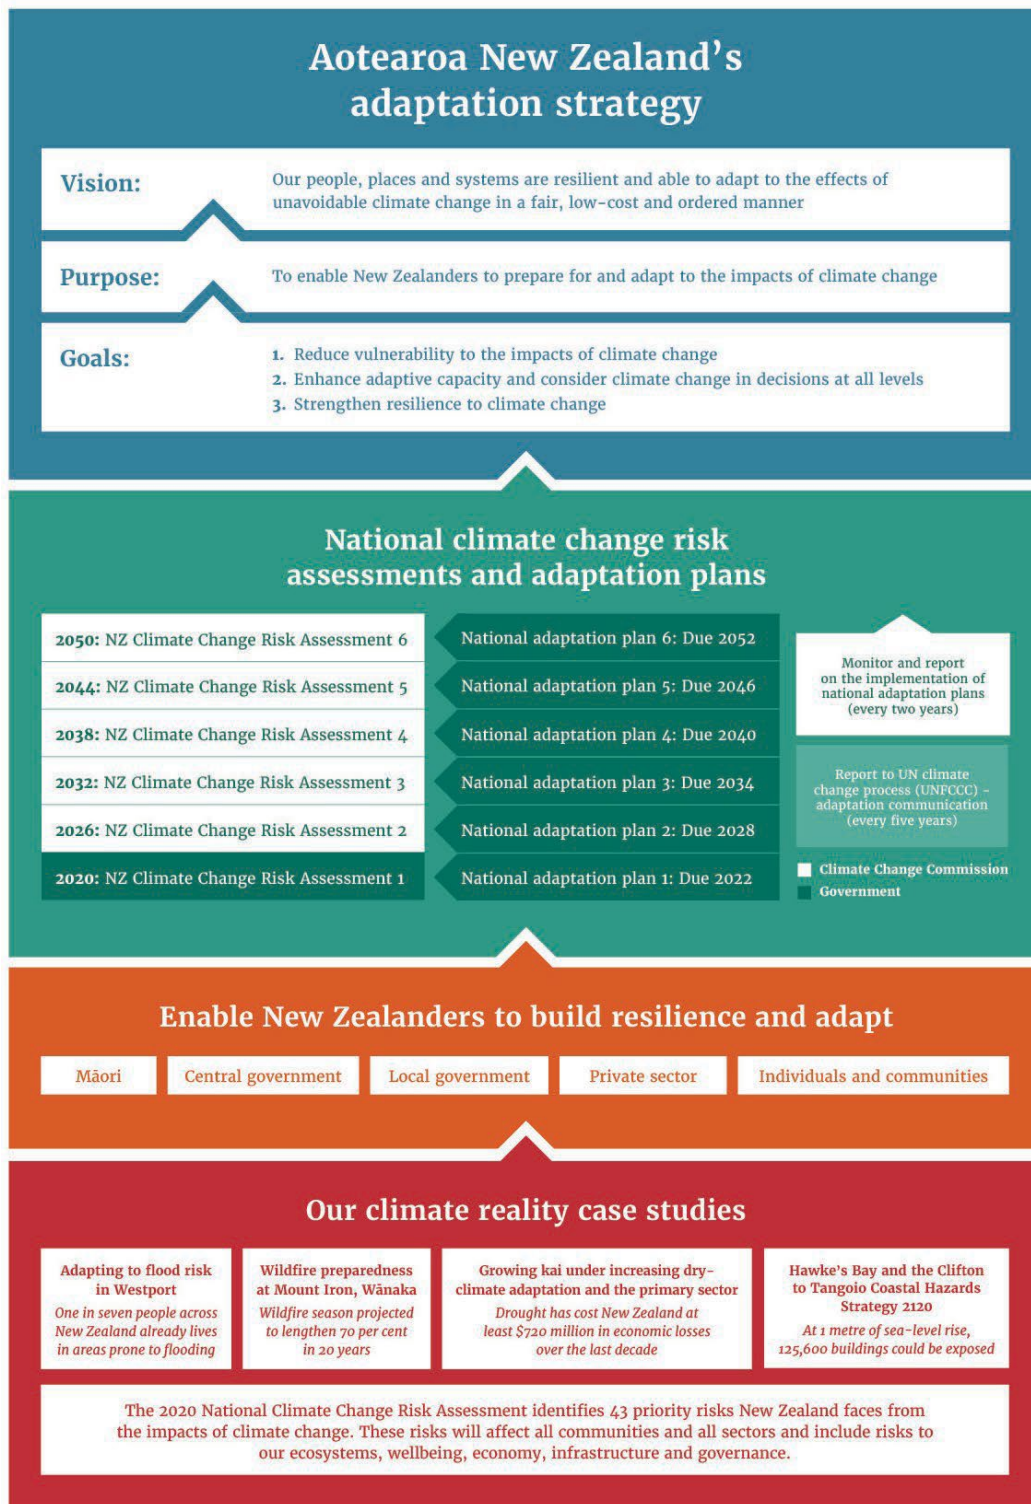 Aotearoa New Zealand’s
adaptation strategy
Vision:
Our people, places and systems are resilient and able to adapt to the effects of
unavoidable climate change in a fair, low-cost and ordered manner
Purpose:
To enable New Zealanders to prepare for and adapt to the impacts of climate change
Goals:
1. Reduce vulnerability to the impacts of climate change
2. Enhance adaptive capacity and consider climate change in decisions at all levels
3. Strengthen resilience to climate change
National climate change risk
assessments and adaptation plans
2050: NZ Climate Change Risk Assessment 6
National adaptation plan 6: Due 2052
2044: NZ Climate Change Risk Assessment 5
National adaptation plan 5: Due 2046
2038: NZ Climate Change Risk Assessment 4
National adaptation plan 4: Due 2040
2032: NZ Climate Change Risk Assessment 3
National adaptation plan 3: Due 2034
2026: NZ Climate Change Risk Assessment 2
National adaptation plan 2: Due 2028
2020: NZ Climate Change Risk Assessment 1
National adaptation plan 1: Due 2022
Monitor and report
on the implementation of
national adaptation plans
(every two years)
Report to UN climate
change process (UNFCCC) –
adaptation communication
(every five years)
Climate Change Commission
Government
Enable New Zealanders to build resilience and adapt
Māori
Central government
Local government
Private sector
Individuals and communities
Our climate reality case studies
Adapting to flood risk
in Westport
One in seven people across
New Zealand already lives
in areas prone to flooding
Wildfire preparedness
at Mount Iron, Wānaka
Wildfire season projected
to lengthen 70 per cent
in 20 years
Growing kai under increasing dry-
climate adaptation and the primary sector
Drought has cost New Zealand at
least $720 million in economic losses
over the last decade
Hawke’s Bay and the Clifton
to Tangoio Coastal Hazards
Strategy 2120
At 1 metre of sea-level rise,
125,600 buildings could be exposed
The 2020 National Climate Change Risk Assessment identifies 43 priority risks New Zealand faces from
the impacts of climate change. These risks will affect all communities and all sectors and include risks to
our ecosystems, wellbeing, economy, infrastructure and governance.